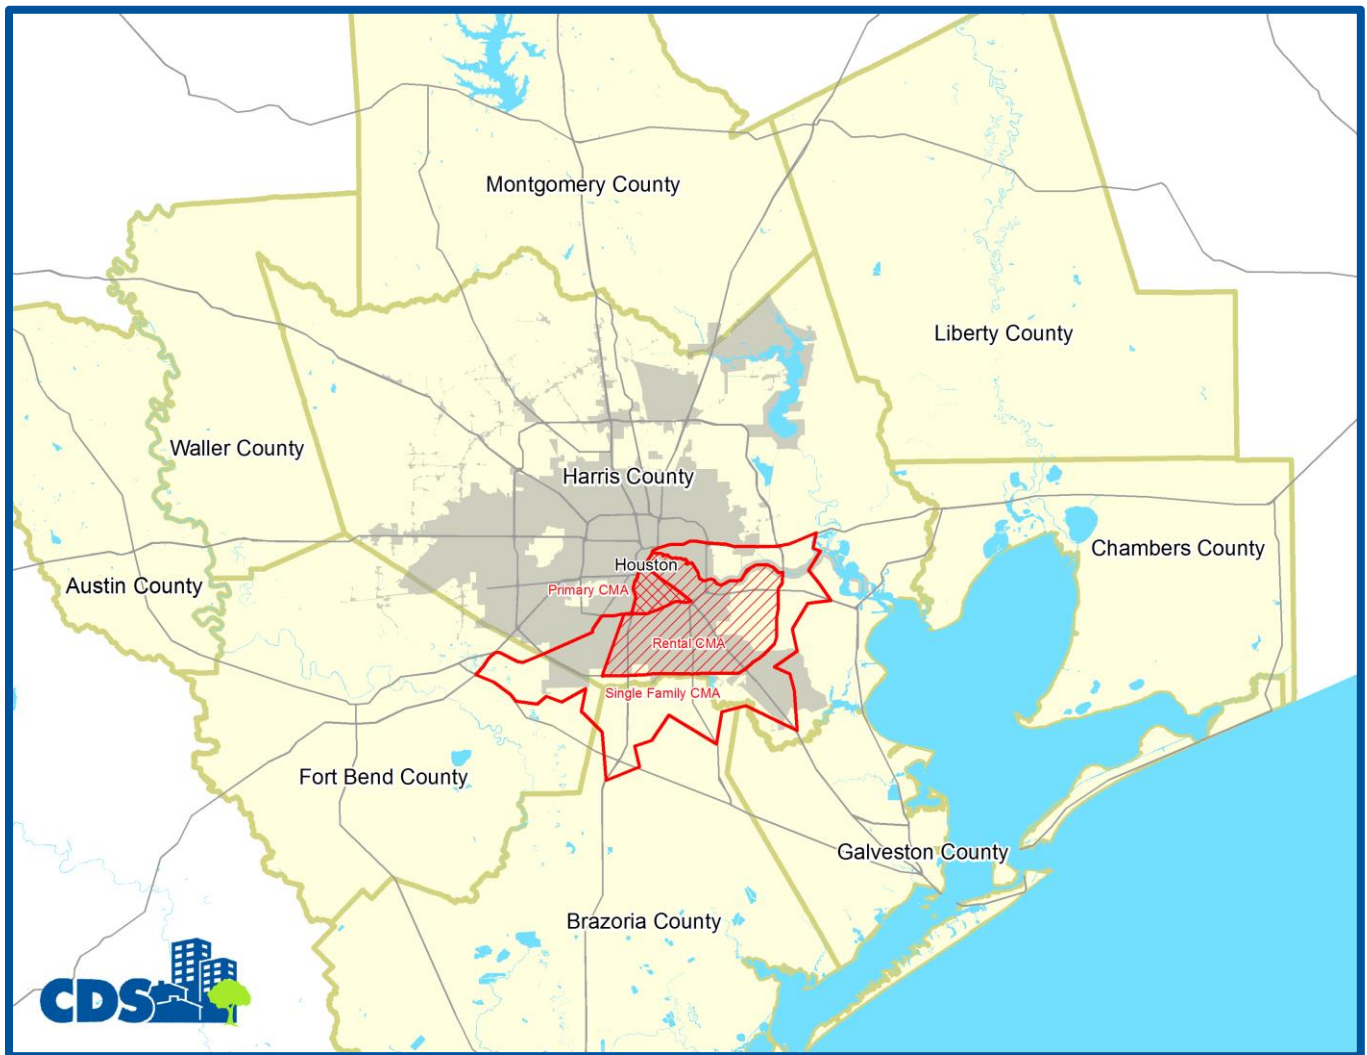 Montgomery County
Liberty County
Waller County
Harris County
Chambers County
Houston
Austin County
Primary CMA
Rental CMA
Single Family CMA
Fort Bend County
Galveston County
Brazoria County
CDS